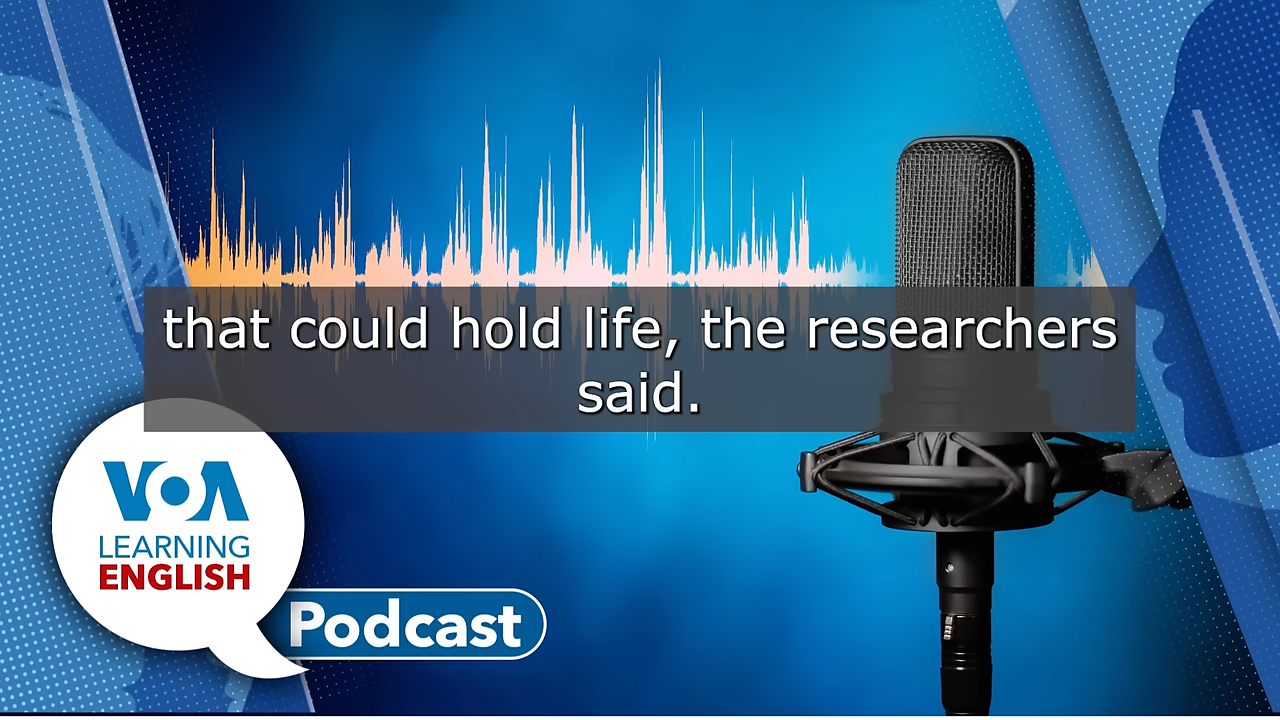 that could hold life, the researchers
said.
VOA
LEARNING
ENGLISH
Podcast